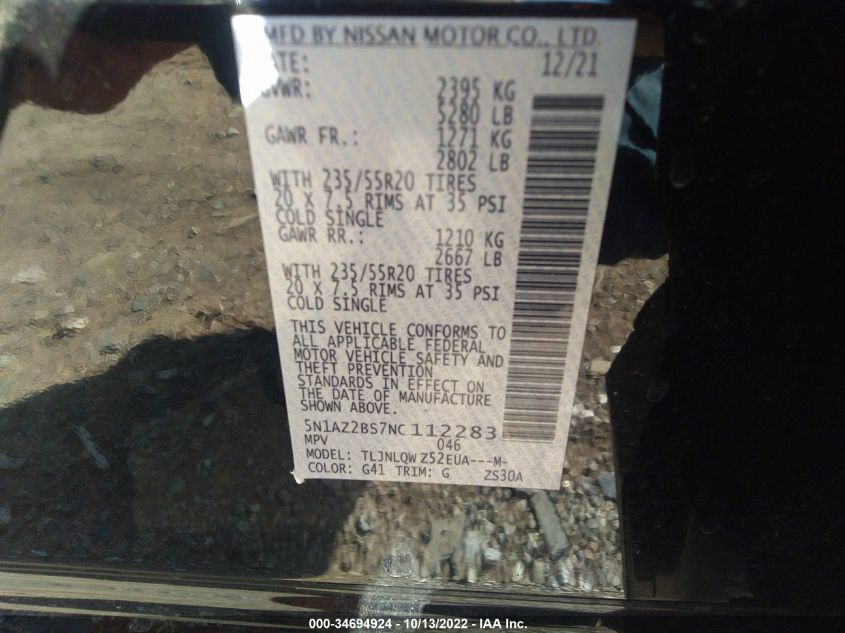 MFD BY NISSAN MOTOR CO., LTD.
DATE: 12/21
GVWR: 2395 KG
5280 LB
GAWR FR.: 1271 KG
2802 LB
WITH 235/55R20 TIRES
20 X 7.5 RIMS AT 35 PSI
COLD SINGLE
GAWR RR.: 1210 KG
2667 LB
WITH 235/55R20 TIRES
20 X 7.5 RIMS AT 35 PSI
COLD SINGLE
THIS VEHICLE CONFORMS TO
ALL APPLICABLE FEDERAL
MOTOR VEHICLE SAFETY AND
THEFT PREVENTION
STANDARDS IN EFFECT ON
THE DATE OF MANUFACTURE
SHOWN ABOVE.
5N1AZ2BS7NC112283
MPV 046
MODEL: TLJNLQW Z52EUA---M-
COLOR: G41 TRIM: G ZS30A
000-34694924 - 10/13/2022 - IAA Inc.